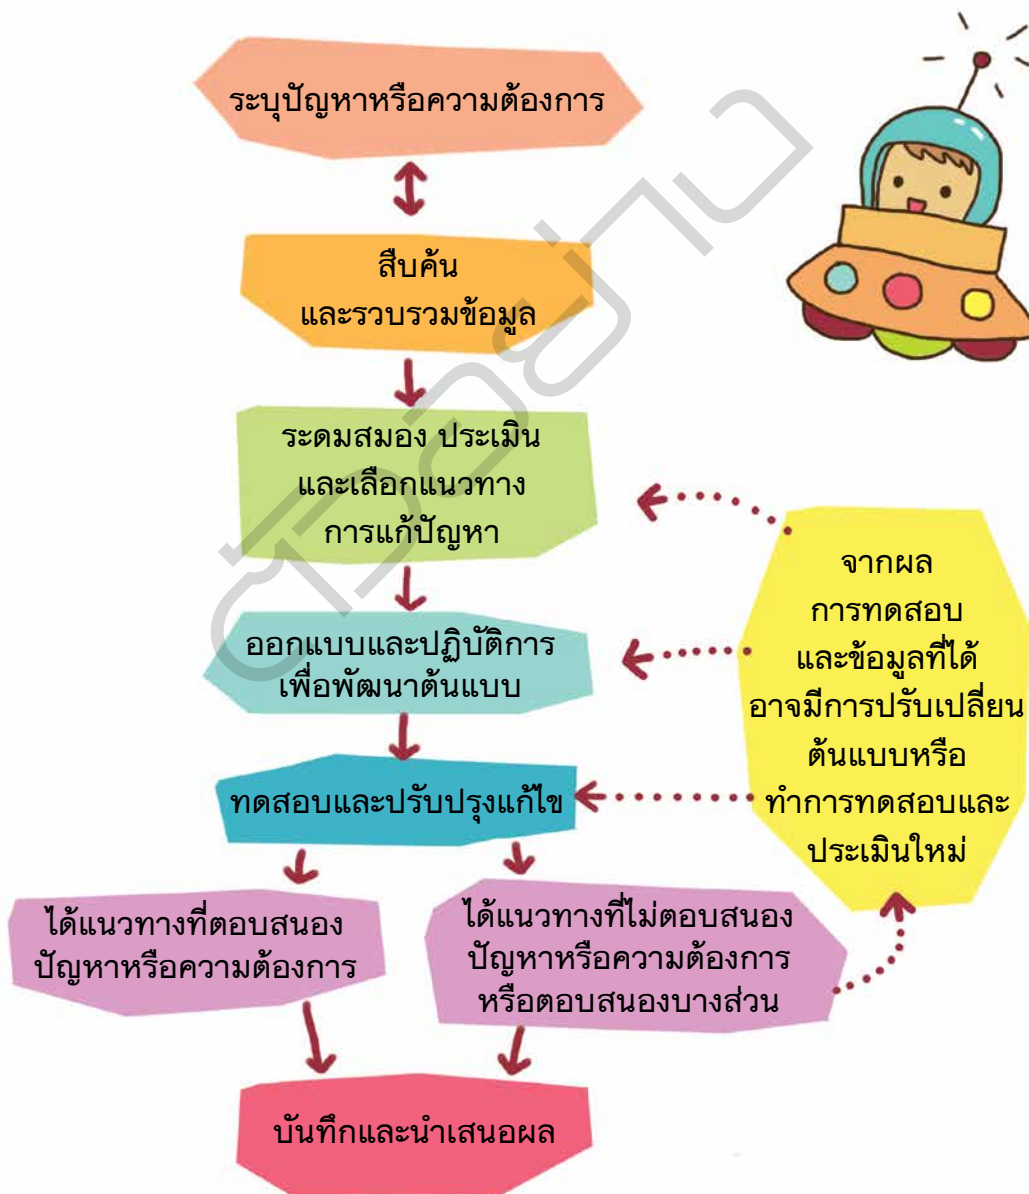 ระบุปัญหาหรือความต้องการ
สืบค้น
และรวบรวมข้อมูล
ระดมสมอง ประเมิน
และเลือกแนวทาง
การแก้ปัญหา
ออกแบบและปฏิบัติการ
เพื่อพัฒนาต้นแบบ
ทดสอบและปรับปรุงแก้ไข
จากผล
การทดสอบ
และข้อมูลที่ได้
อาจมีการปรับเปลี่ยน
ต้นแบบหรือ
ทำการทดสอบและ
ประเมินใหม่
ได้แนวทางที่ตอบสนอง
ปัญหาหรือความต้องการ
ได้แนวทางที่ไม่ตอบสนอง
ปัญหาหรือความต้องการ
หรือตอบสนองบางส่วน
บันทึกและนำเสนอผล
ตัวอย่าง